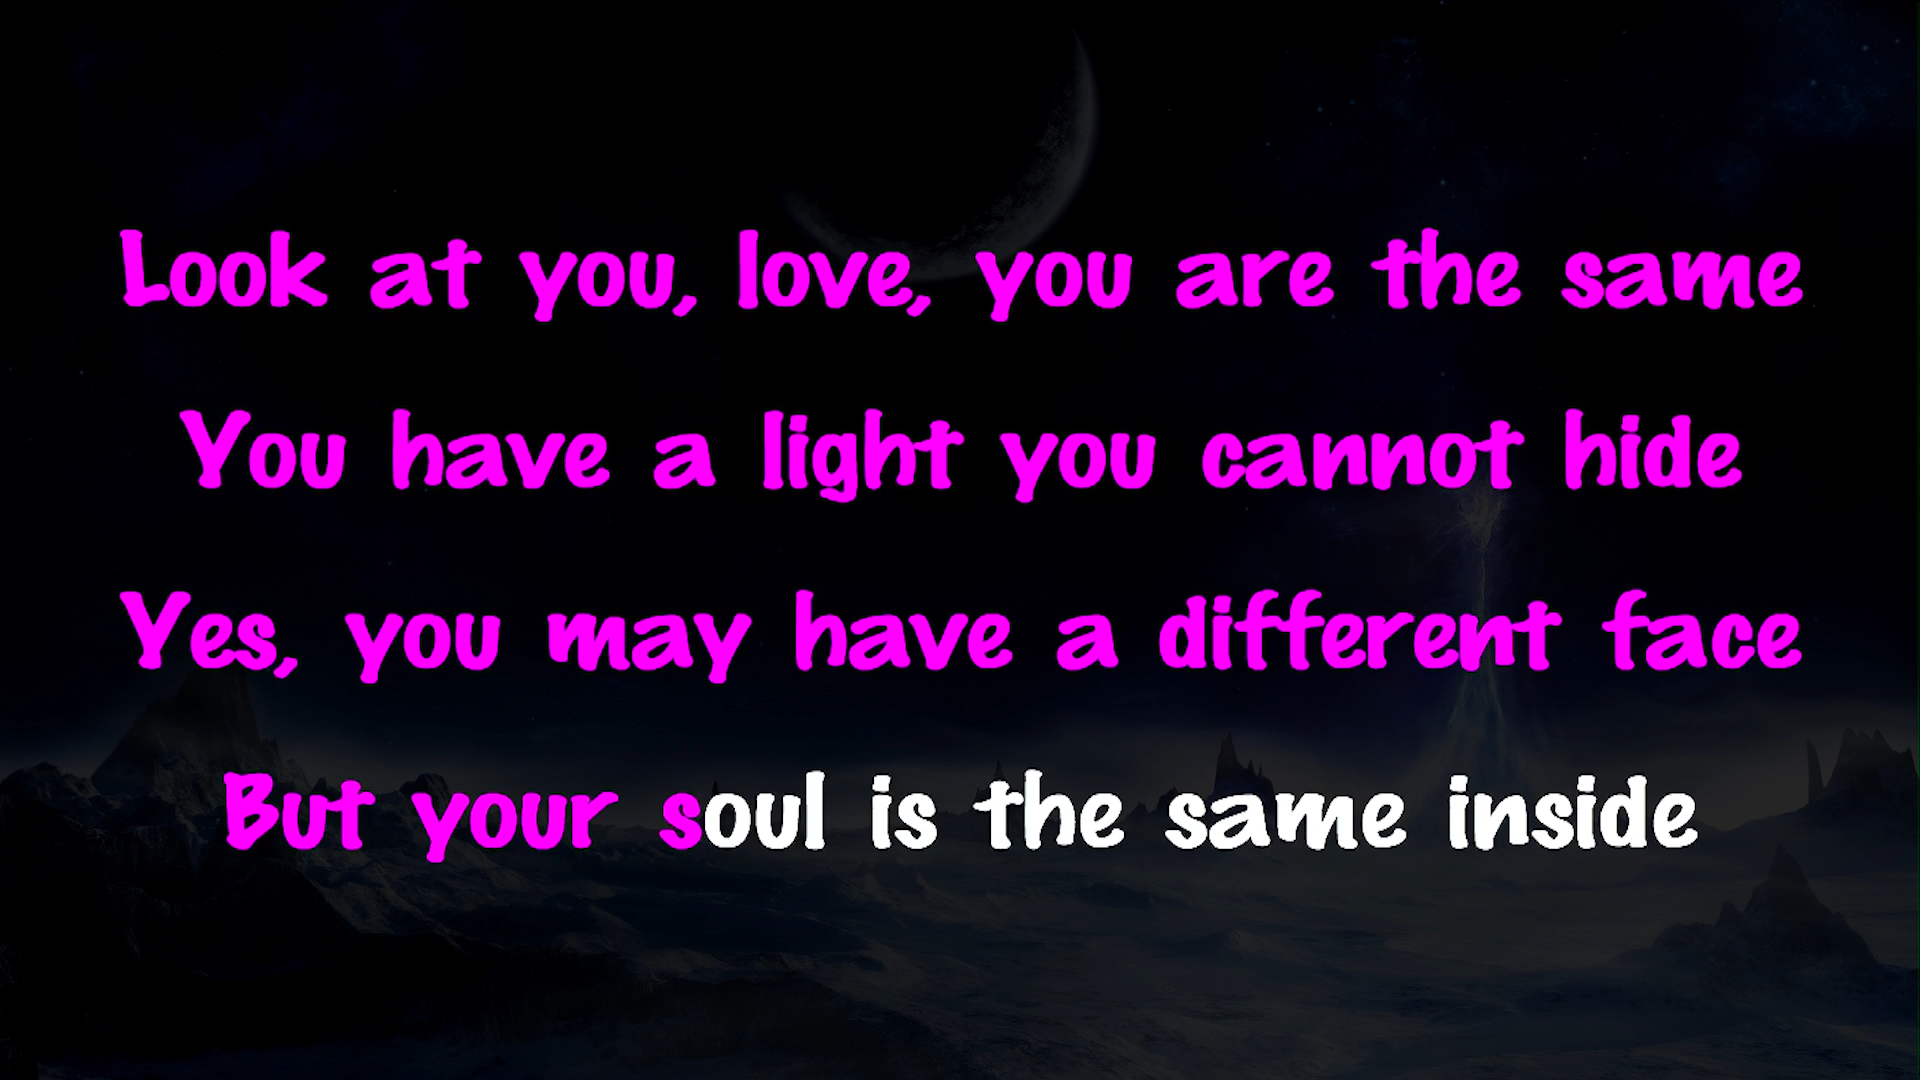 Look at you, love, you are the same
You have a light you cannot hide
Yes, you may have a different face
But your soul is the same inside